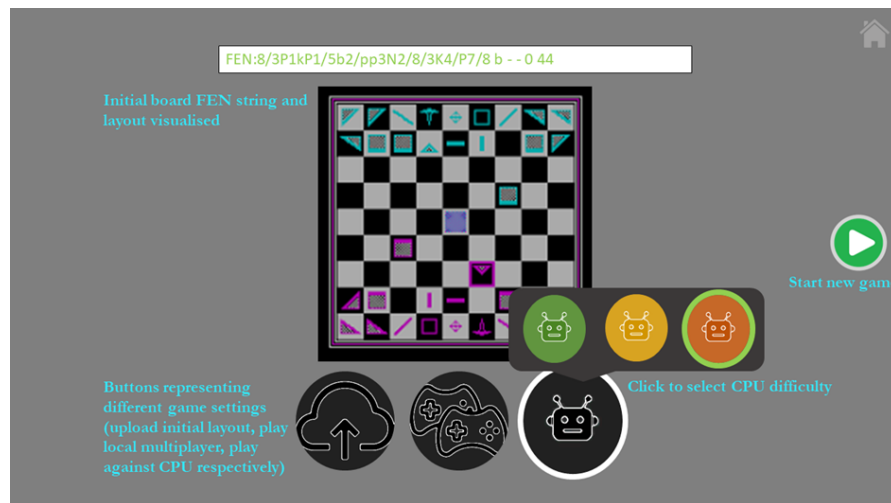 FEN:8/3P1kP1/5b2/pp3N2/8/3K4/P7/8 b - - 0 44
Initial board FEN string and
layout visualised
Start new gam
Buttons representing
different game settings
(upload initial layout, play
local multiplayer, play
against CPU respectively)
Click to select CPU difficulty